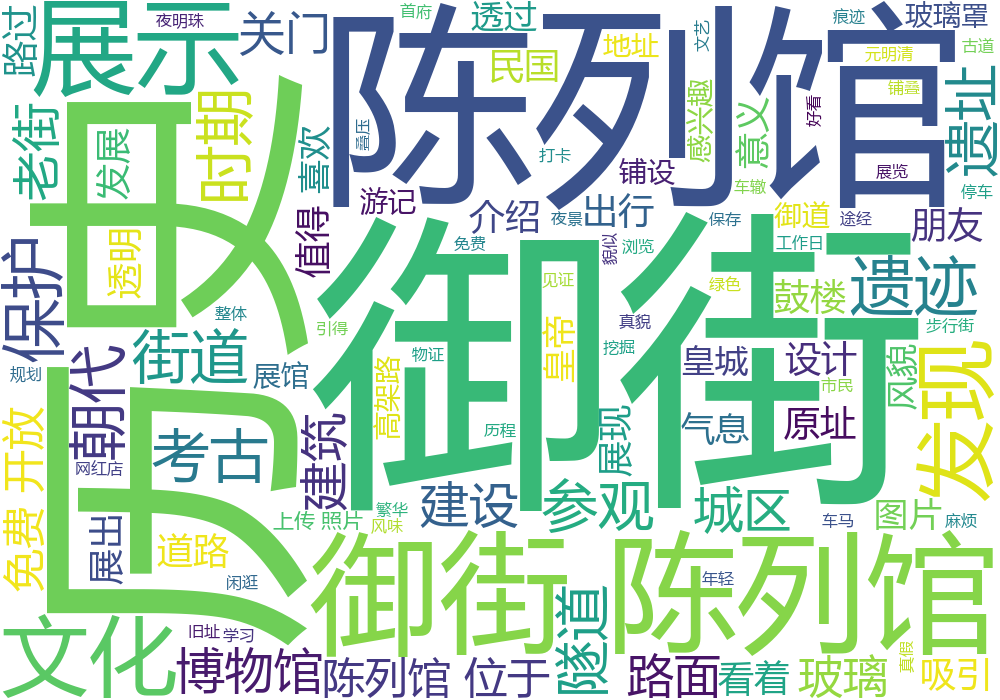 路过
展示
夜明珠
关门
首府
透过
陈列馆
民国
地址
文艺
痕迹
玻璃罩
元明清
古道
铺叠
遗址
好看
展览
停车
老街
发展
时期
喜欢
叠压
打卡
感兴趣
意义
铺设
车辙
游记
值得
介绍
夜景
出行
保存
御道
途经
朋友
历史
透明
保护
免费
貌似
浏览
工作日
鼓楼
遗迹
御街
见证
绿色
步行街
整体
引得
真貌
街道
物证
皇帝
挖掘
皇城
设计
风貌
发现
朝代
规划
展馆
高架路
市民
考古
建筑
历程
展现
气息
原址
网红店
免费 开放
建设
参观
城区
图片
麻烦
车马
上传 照片
繁华
风味
展出
道路
闲逛
御街 陈列馆
年轻
文化
旧址
学习
博物馆
陈列馆 位于
隧道
路面
看着
玻璃
真假
吸引